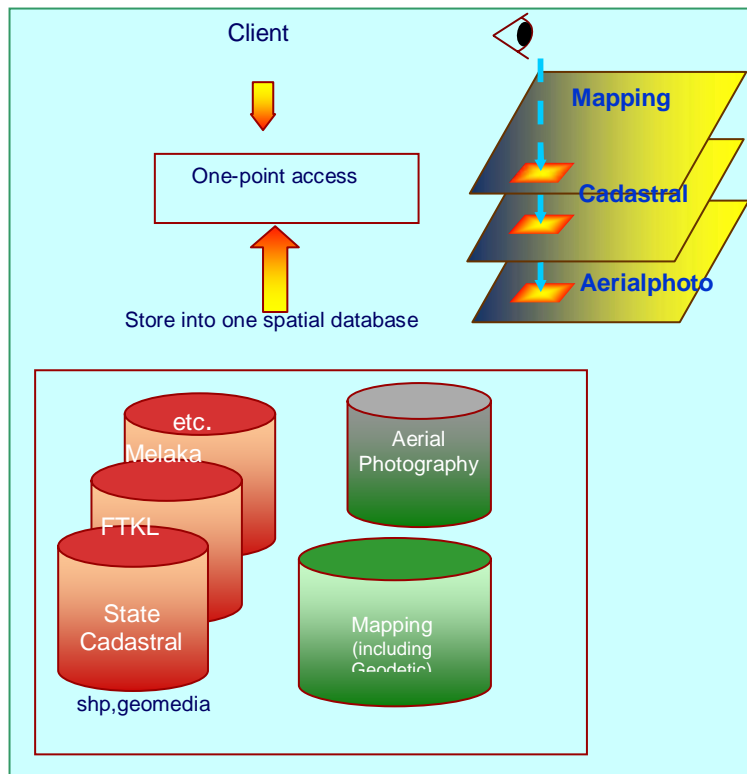 Client
Mapping
One-point access
Cadastral
Aerialphoto
Store into one spatial database
etc.
Melaka
Aerial
Photography
FTKL
State
Cadastral
Mapping
(including
Geodetic)
shp,geomedia